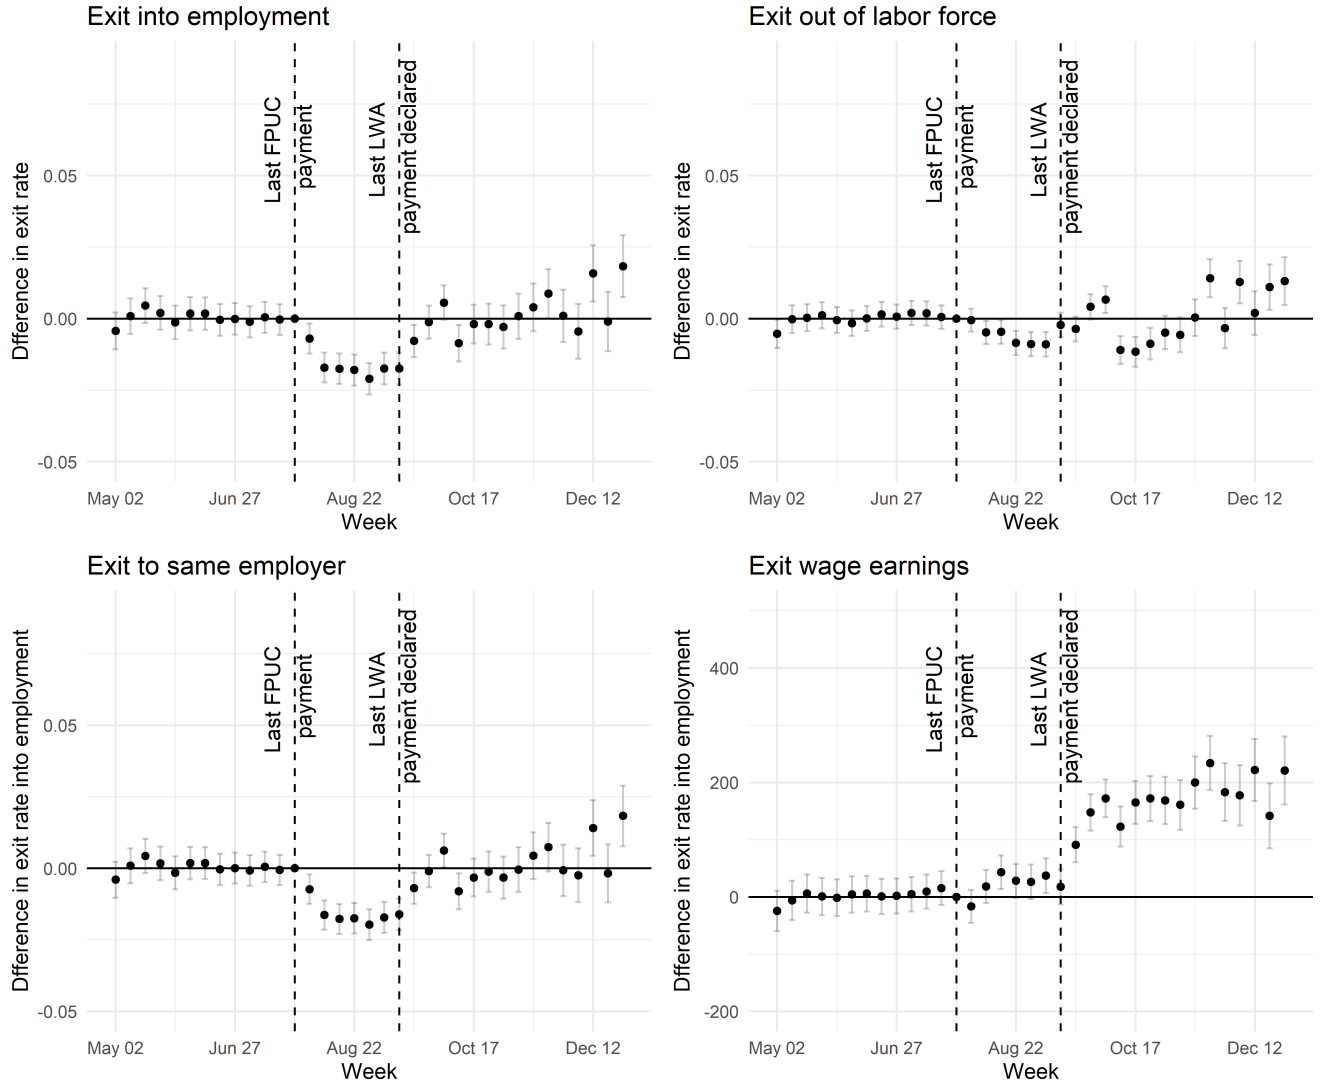 Exit into employment
Dfference in exit rate
0.05
0.00
-0.05
Last FPUC
payment
Last LWA
payment declared
May 02
Jun 27
Aug 22
Oct 17
Dec 12
Week
Exit out of labor force
Dfference in exit rate
0.05
0.00
-0.05
Last FPUC
payment
Last LWA
payment declared
May 02
Jun 27
Aug 22
Oct 17
Dec 12
Week
Exit to same employer
Dfference in exit rate into employment
0.05
0.00
-0.05
Last FPUC
payment
Last LWA
payment declared
May 02
Jun 27
Aug 22
Oct 17
Dec 12
Week
Exit wage earnings
Dfference in exit rate into employment
400
200
0
-200
Last FPUC
payment
Last LWA
payment declared
May 02
Jun 27
Aug 22
Oct 17
Dec 12
Week